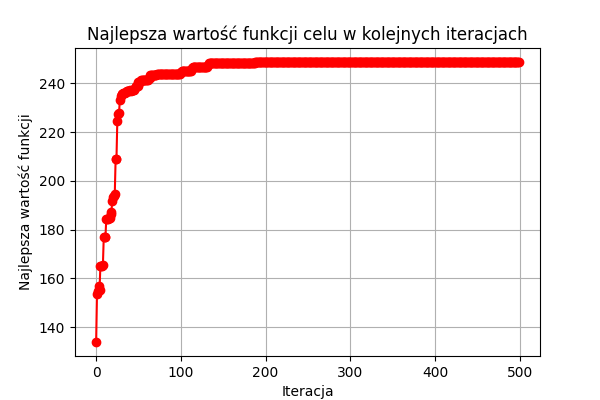 Najlepsza wartość funkcji celu w kolejnych iteracjach
Najlepsza wartość funkcji
240
220
200
180
160
140
0 100 200 300 400 500
Iteracja